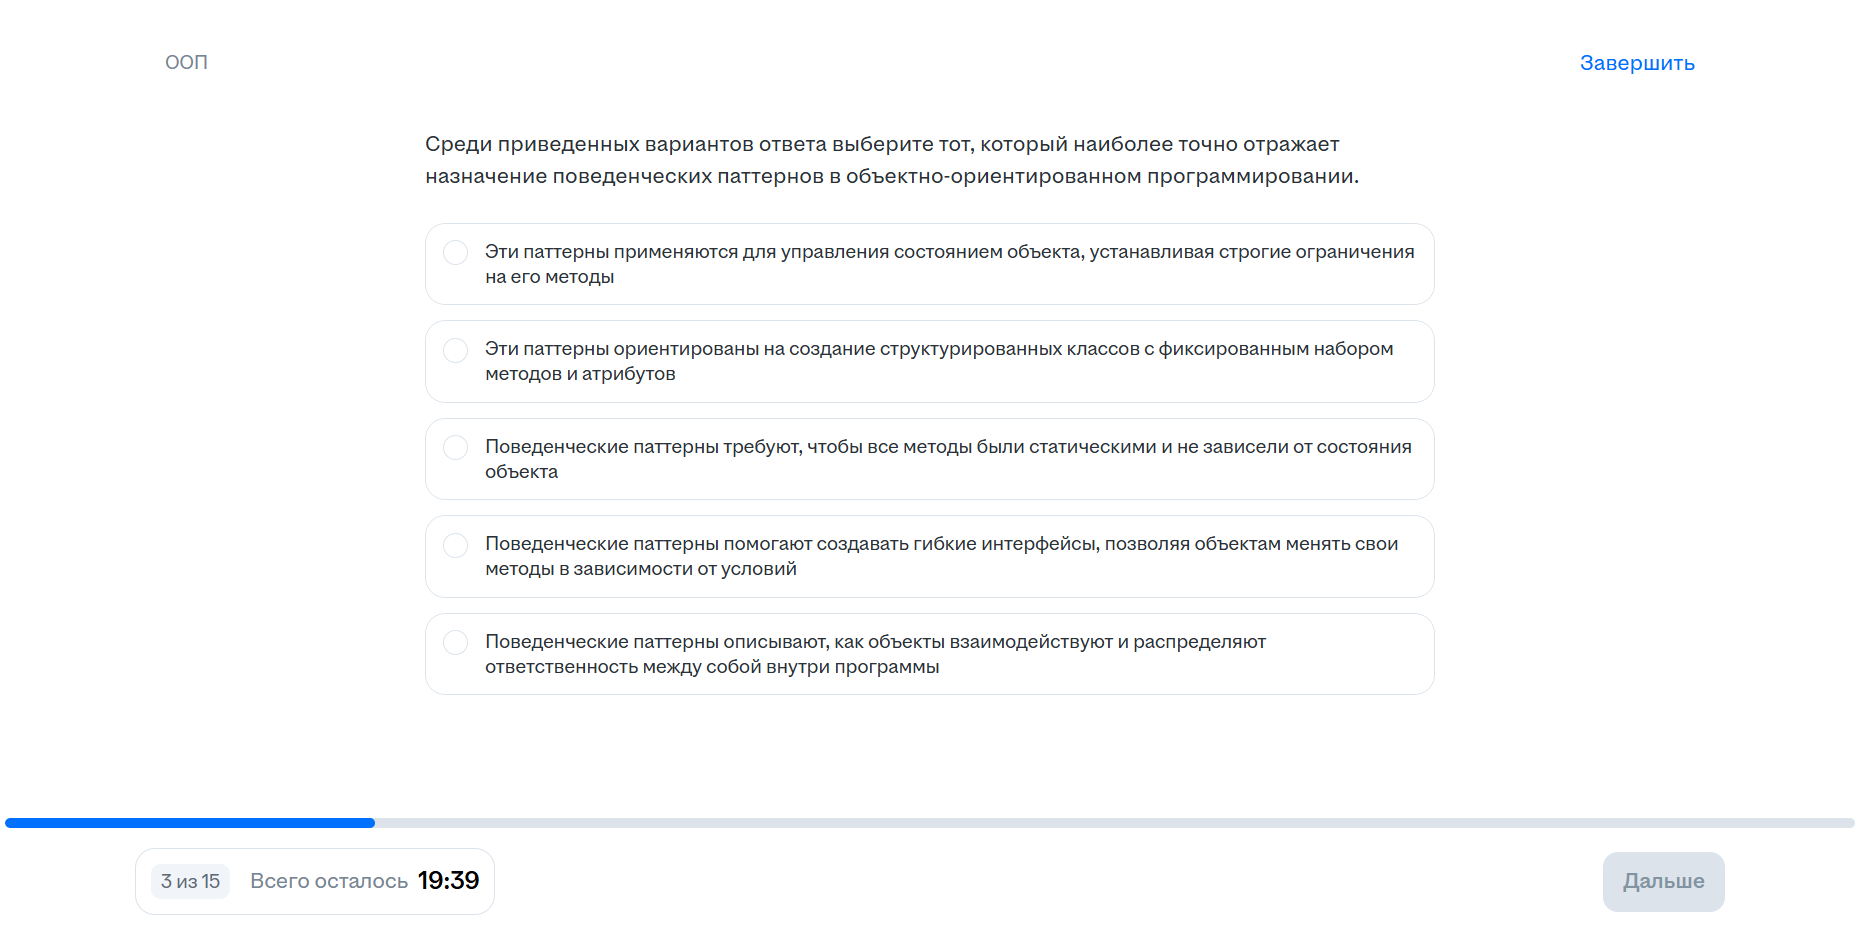 ООП
Завершить
Среди приведенных вариантов ответа выберите тот, который наиболее точно отражает
назначение поведенческих паттернов в объектно-ориентированном программировании.
Эти паттерны применяются для управления состоянием объекта, устанавливая строгие ограничения
на его методы
Эти паттерны ориентированы на создание структурированных классов с фиксированным набором
методов и атрибутов
Поведенческие паттерны требуют, чтобы все методы были статическими и не зависели от состояния
объекта
Поведенческие паттерны помогают создавать гибкие интерфейсы, позволяя объектам менять свои
методы в зависимости от условий
Поведенческие паттерны описывают, как объекты взаимодействуют и распределяют
ответственность между собой внутри программы
3 из 15 Всего осталось 19:39
Дальше